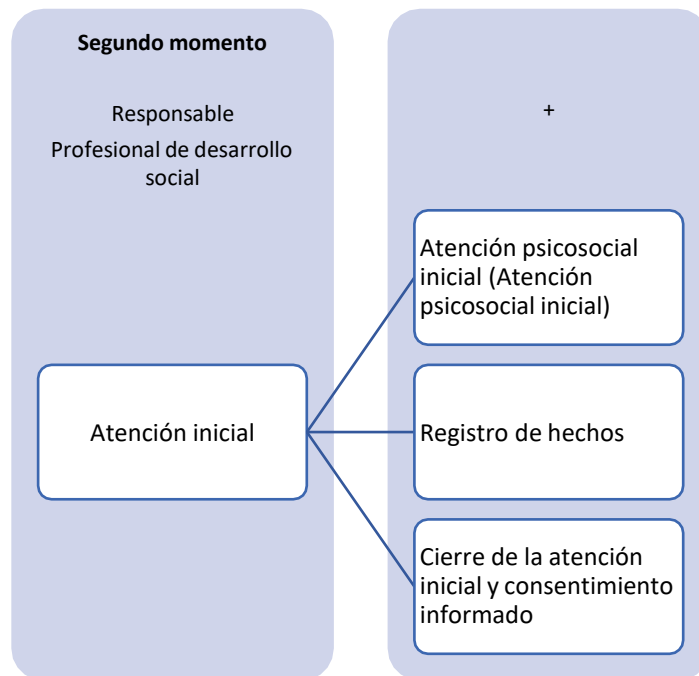 Segundo momento
Responsable
Profesional de desarrollo
social
+
Atención inicial
Atención psicosocial
inicial (Atención
psicosocial inicial)
Registro de hechos
Cierre de la atención
inicial y consentimiento
informado